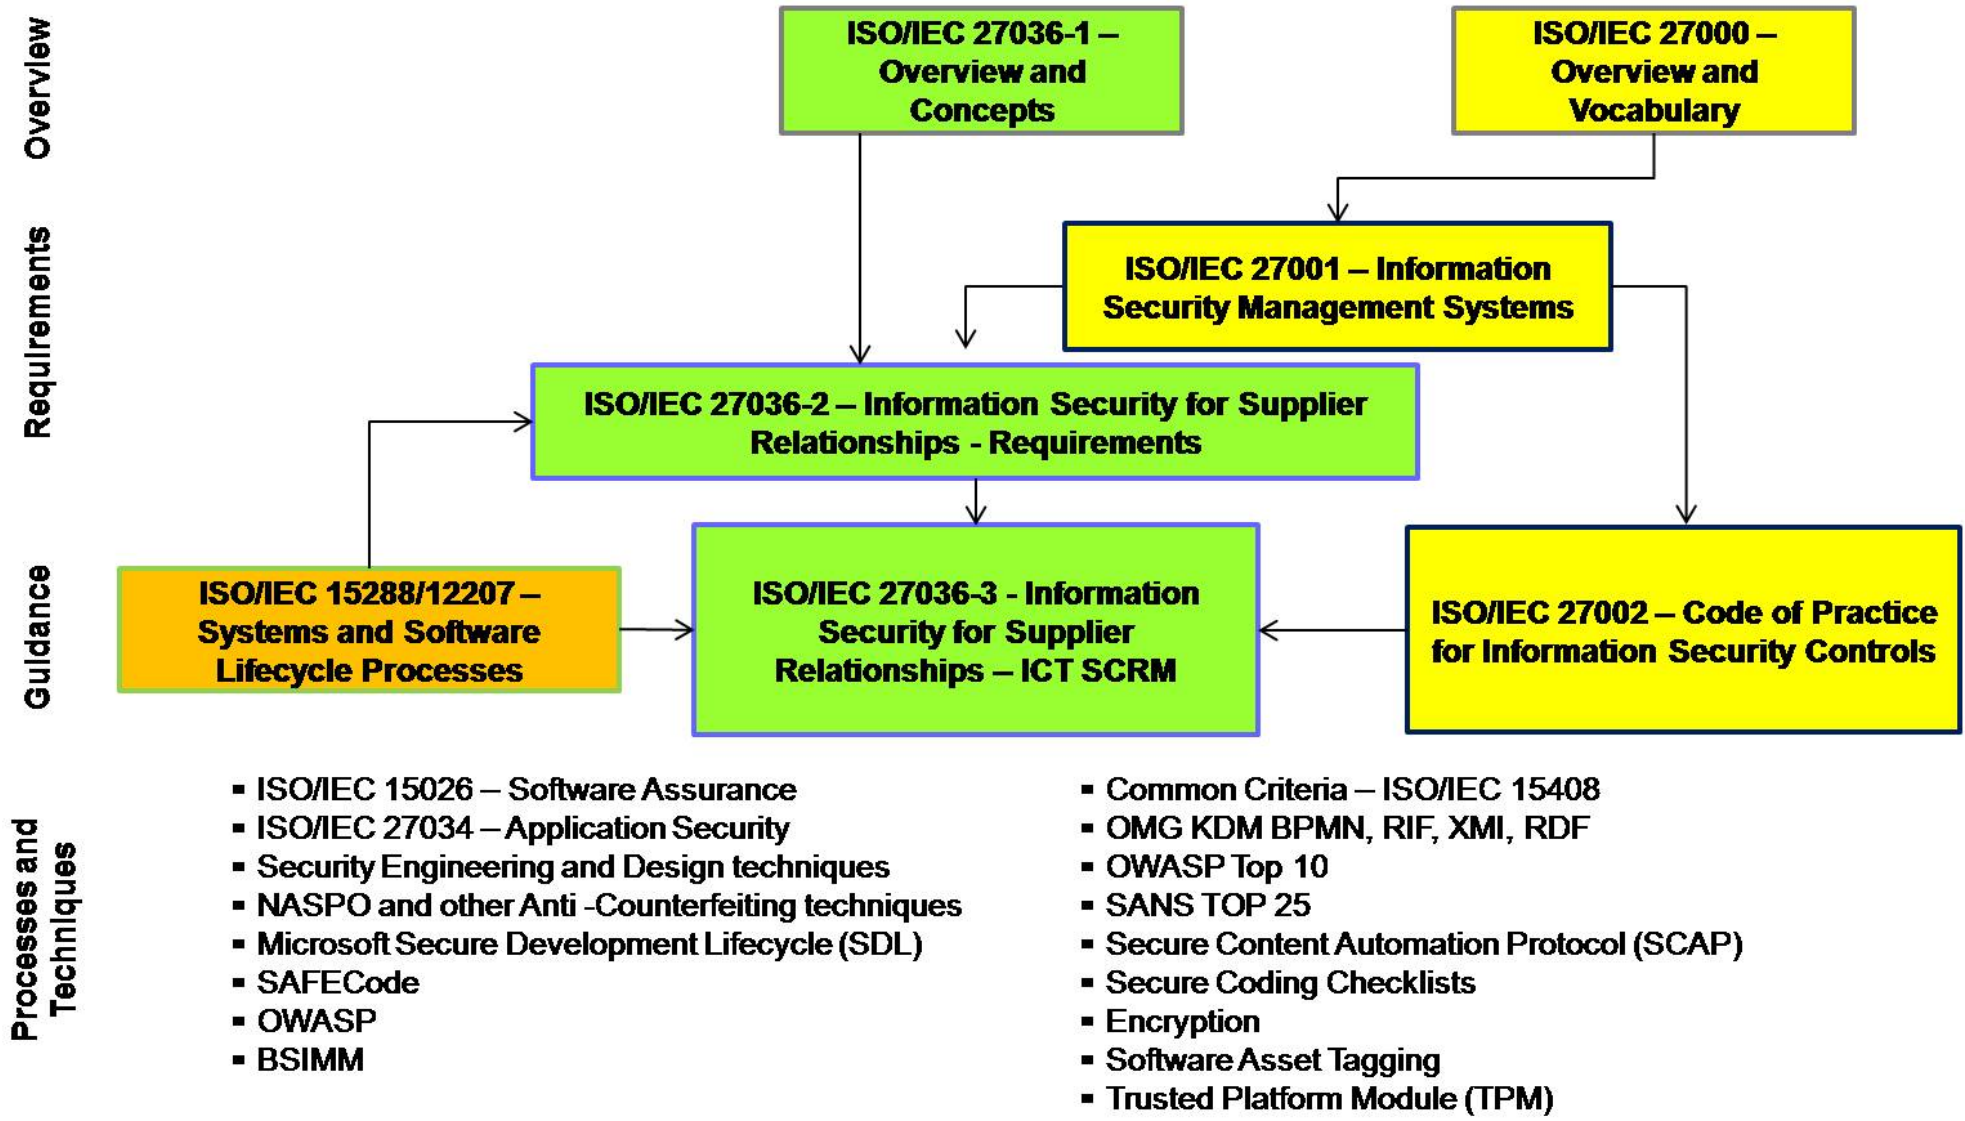 Overview
ISO/IEC 27036-1 –
Overview and
Concepts
ISO/IEC 27000 –
Overview and
Vocabulary
Requirements
ISO/IEC 27001 – Information
Security Management Systems
ISO/IEC 27036-2 – Information Security for Supplier
Relationships - Requirements
Guidance
ISO/IEC 15288/12207 –
Systems and Software
Lifecycle Processes
ISO/IEC 27036-3 - Information
Security for Supplier
Relationships – ICT SCRM
ISO/IEC 27002 – Code of Practice
for Information Security Controls
Processes and
Techniques
▪ ISO/IEC 15026 – Software Assurance
▪ ISO/IEC 27034 – Application Security
▪ Security Engineering and Design techniques
▪ NASPO and other Anti -Counterfeiting techniques
▪ Microsoft Secure Development Lifecycle (SDL)
▪ SAFECode
▪ OWASP
▪ BSIMM
▪ Common Criteria – ISO/IEC 15408
▪ OMG KDM BPMN, RIF, XMI, RDF
▪ OWASP Top 10
▪ SANS TOP 25
▪ Secure Content Automation Protocol (SCAP)
▪ Secure Coding Checklists
▪ Encryption
▪ Software Asset Tagging
▪ Trusted Platform Module (TPM)